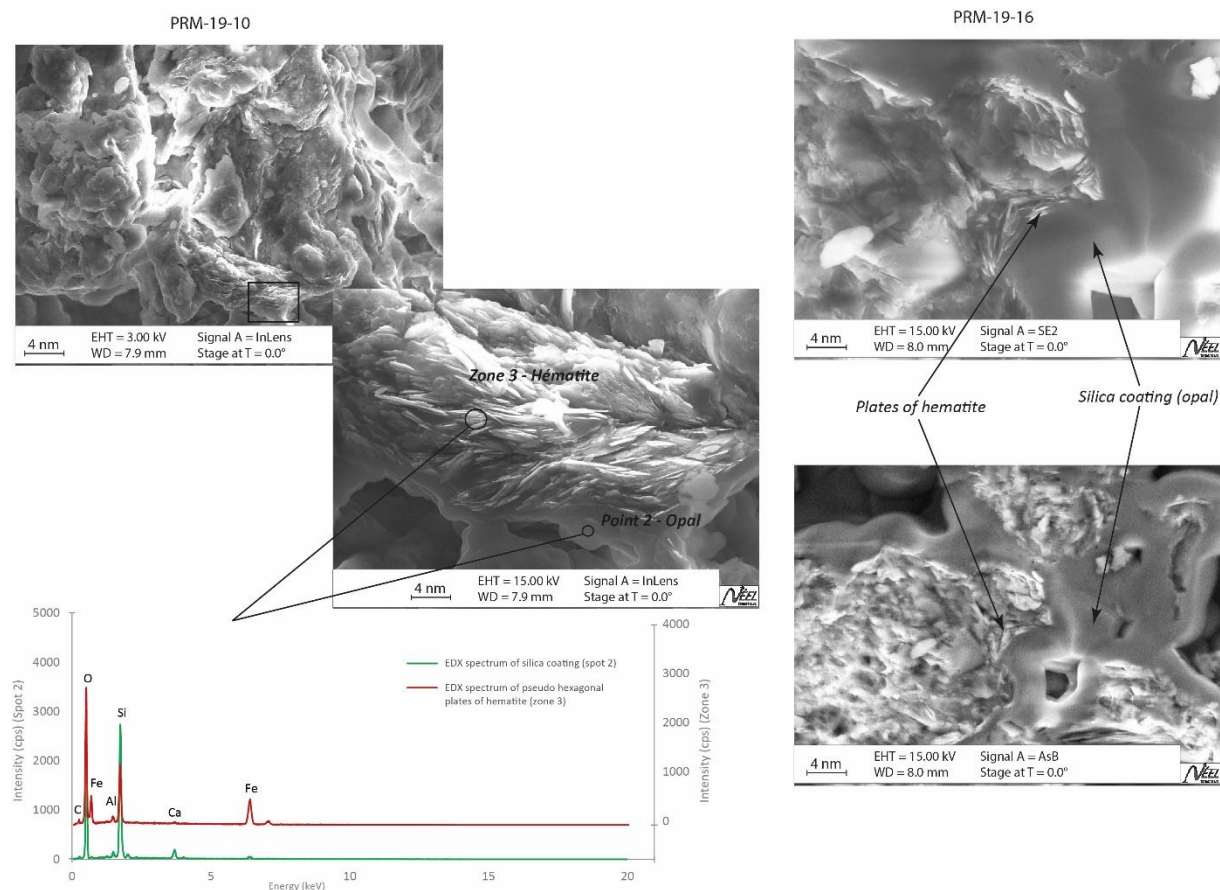 PRM-19-10
4 nm
EHT = 3.00 kV Signal A = InLens
WD = 7.9 mm Stage at T = 0.0°
Zone 3 - Hématite
Point 2 - Opal
4 nm
EHT = 15.00 kV Signal A = InLens
WD = 7.9 mm Stage at T = 0.0°
NÉEL
PRM-19-16
4 nm
EHT = 15.00 kV Signal A = SE2
WD = 8.0 mm Stage at T = 0.0°
NÉEL
Plates of hematite
Silica coating (opal)
4 nm
EHT = 15.00 kV Signal A = AsB
WD = 8.0 mm Stage at T = 0.0°
NÉEL
Intensity (cps) (Spot 2)
5000
4000
3000
2000
1000
0
EDX spectrum of silica coating (spot 2)
EDX spectrum of pseudo hexagonal
plates of hematite (zone 3)
C
O
Fe
Al
Si
Ca
Fe
4000
3000
2000
1000
0
Intensity (cps) (Zone 3)
0 5 10 15 20
Energy (keV)